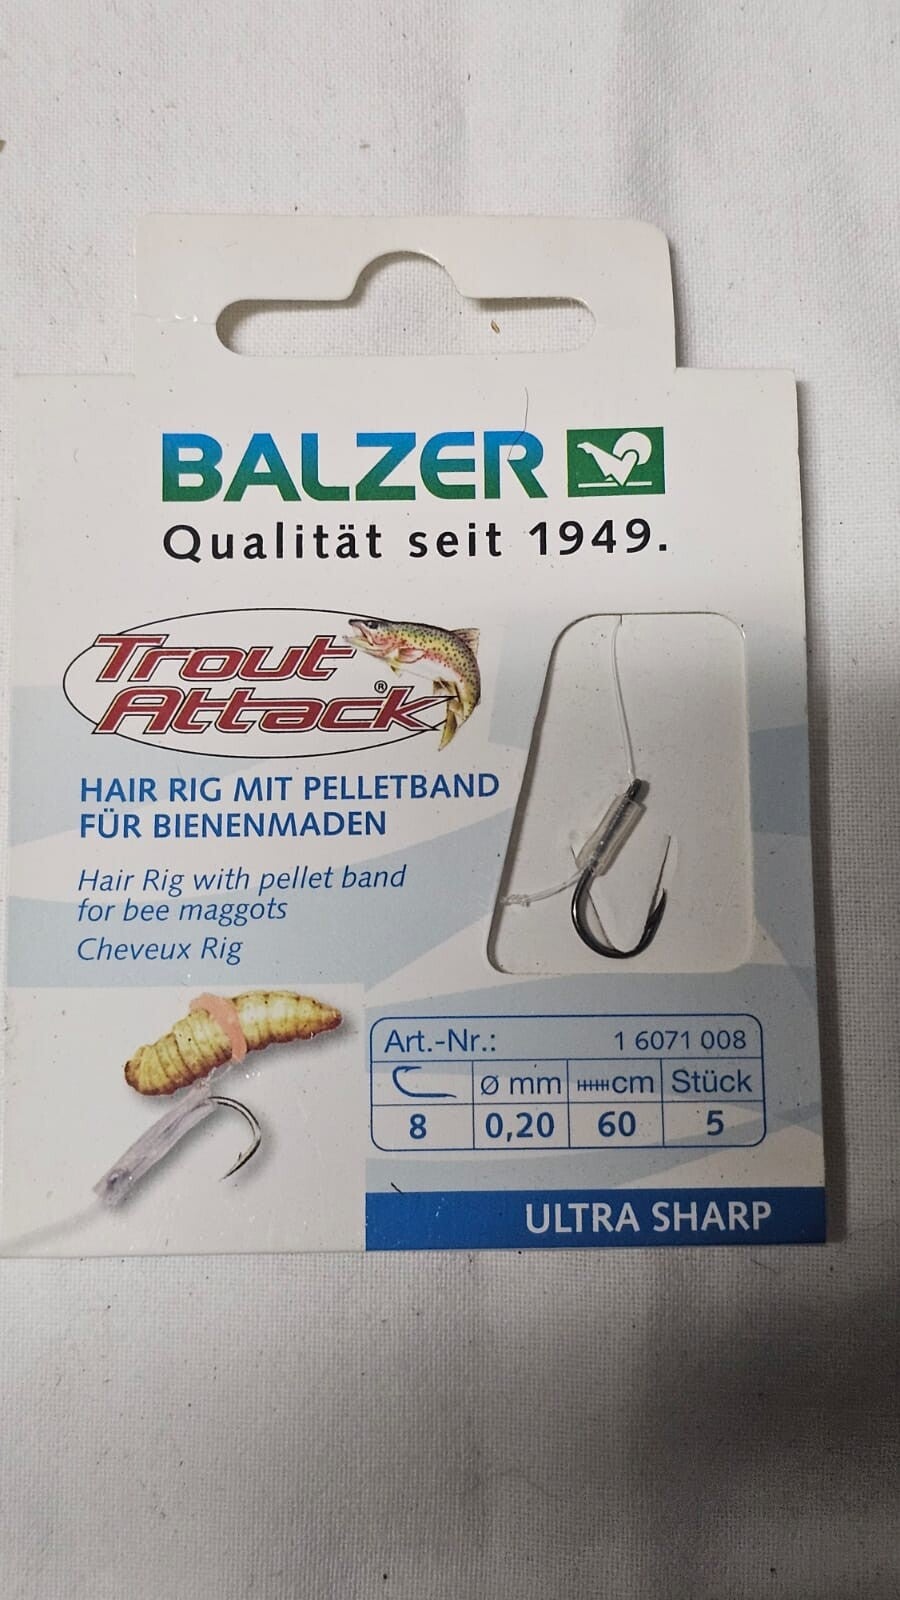 BALZER
Qualität seit 1949.
Trout
Attack®
HAIR RIG MIT PELLETBAND
FÜR BIENENMADEN
Hair Rig with pellet band
for bee maggots
Cheveux Rig
Art.-Nr.: 1 6071 008
Ø mm cm Stück
8 0,20 60 5
ULTRA SHARP